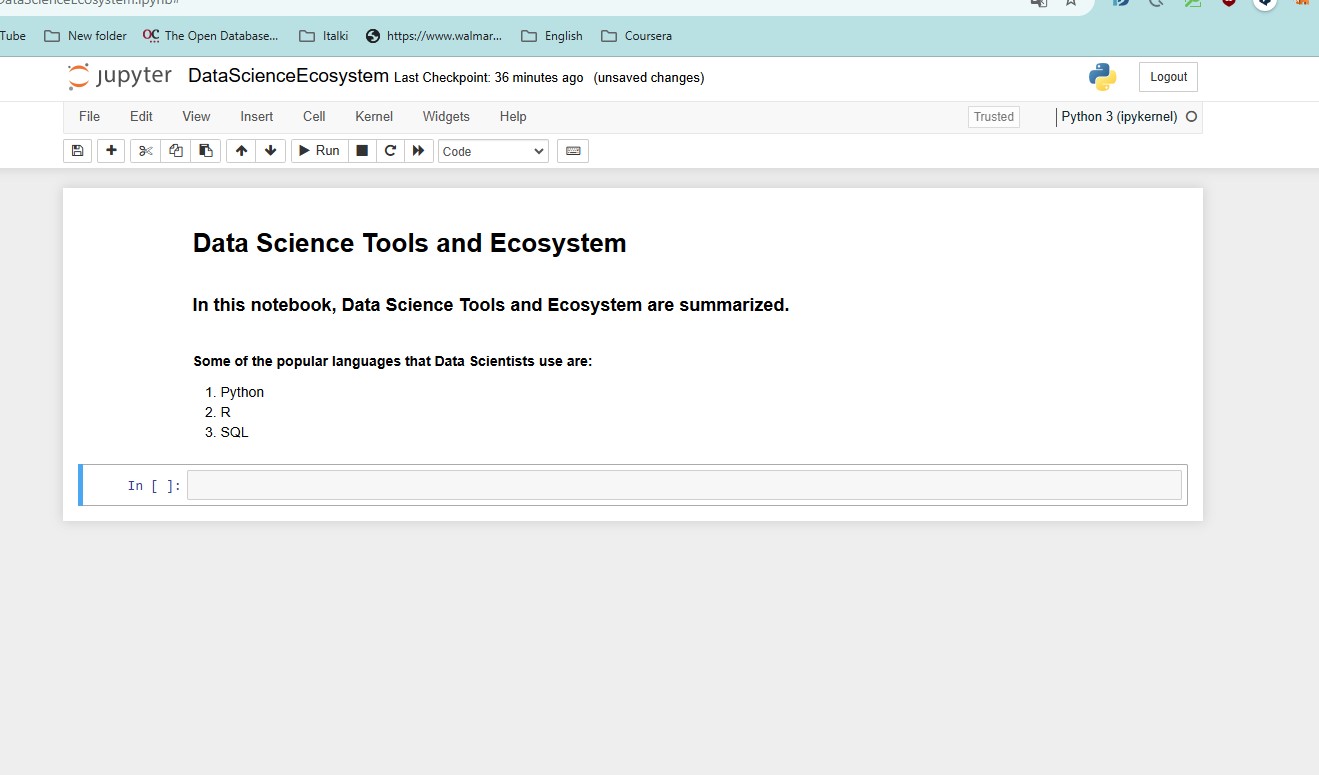 DataScienceEcosystem.ipynb#
Tube New folder The Open Database... Italki https://www.walmar... English Coursera
jupyter DataScienceEcosystem Last Checkpoint: 36 minutes ago (unsaved changes) Logout
File Edit View Insert Cell Kernel Widgets Help Trusted Python 3 (ipykernel)
Run Code
Data Science Tools and Ecosystem
In this notebook, Data Science Tools and Ecosystem are summarized.
Some of the popular languages that Data Scientists use are:
1. Python
2. R
3. SQL
In [ ]: